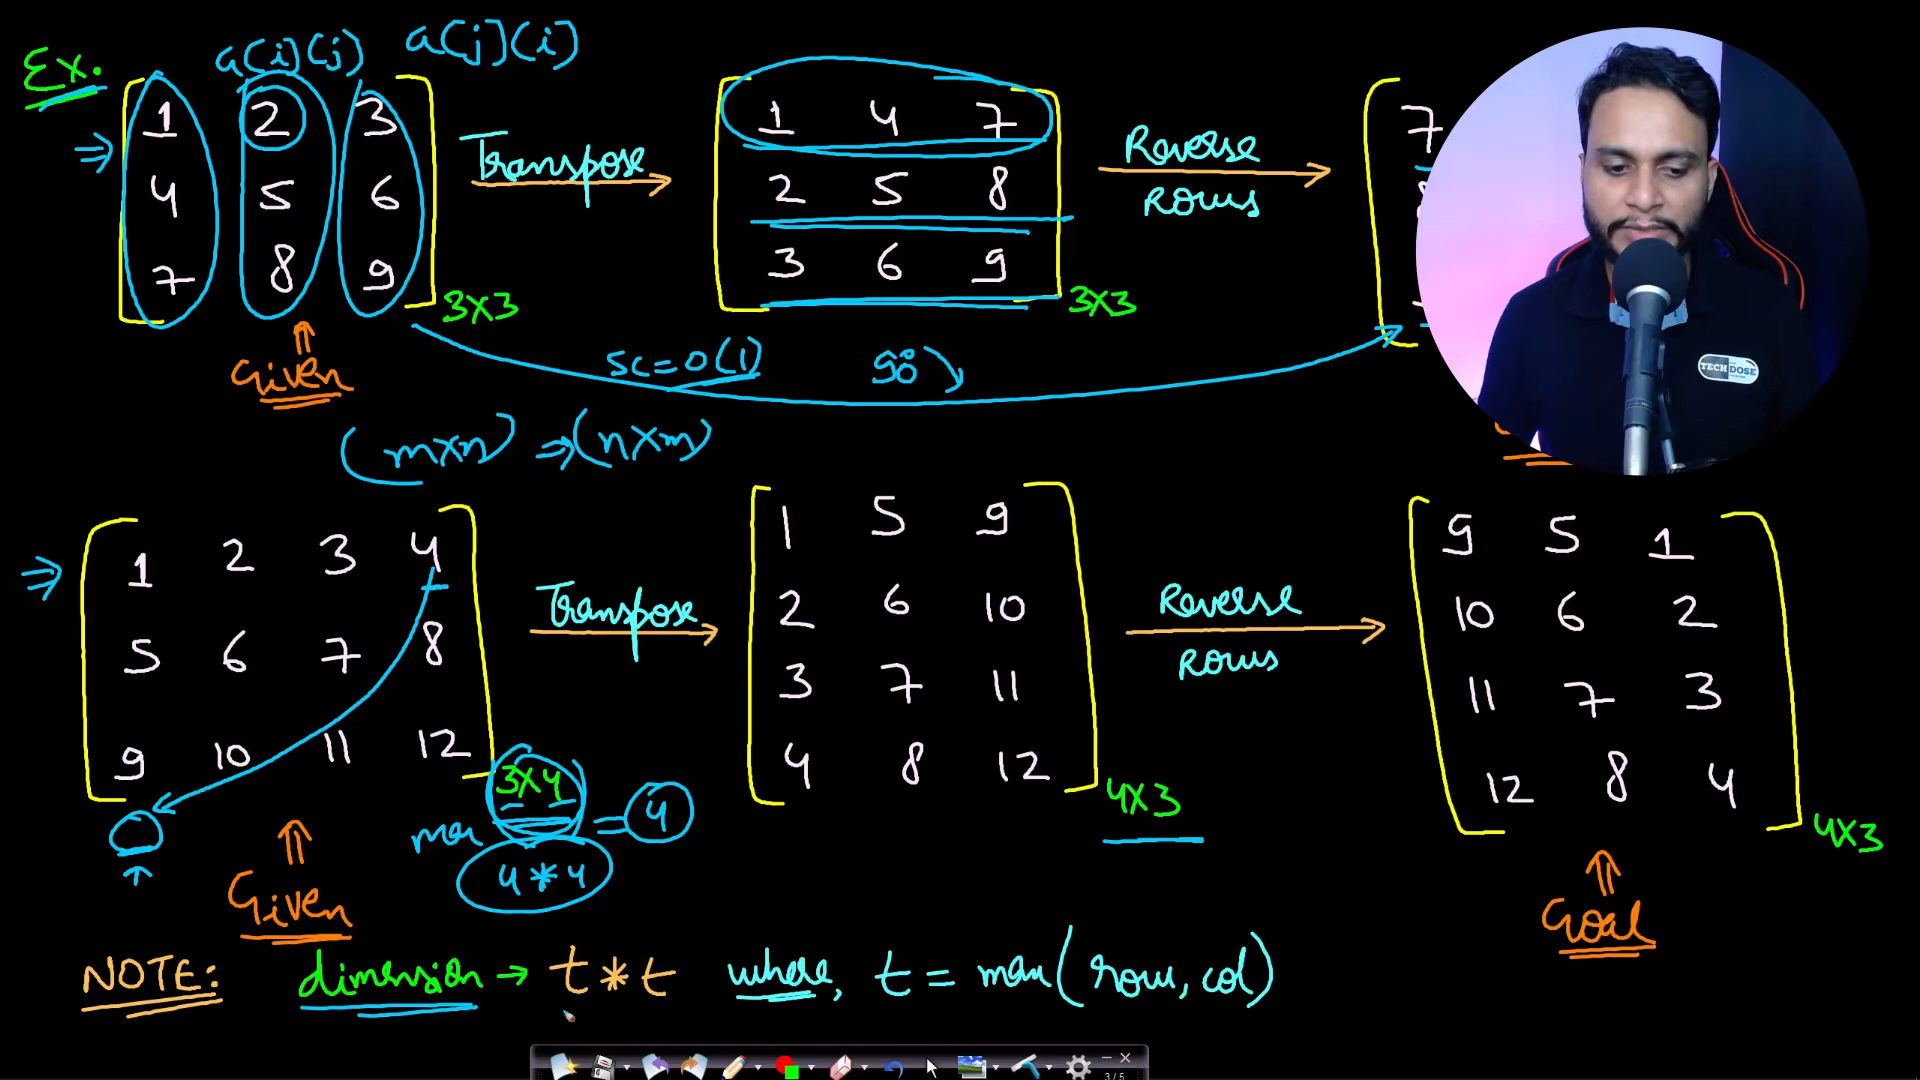 Ex.
a(i)(j) a(j)(i)
1 2 3
4 5 6
7 8 9
3X3
Given
Transpose
1 4 7
2 5 8
3 6 9
3X3
Reverse
Rows
7
SC = O(1) 90°
TECH DOSE
(mxn) ⇒ (nxm)
1 2 3 4
5 6 7 8
9 10 11 12
3X4
max = 4
4 * 4
Given
Transpose
1 5 9
2 6 10
3 7 11
4 8 12
4X3
Reverse
Rows
9 5 1
10 6 2
11 7 3
12 8 4
4X3
Goal
NOTE: dimension → t * t where, t = max(row, col)
3/5